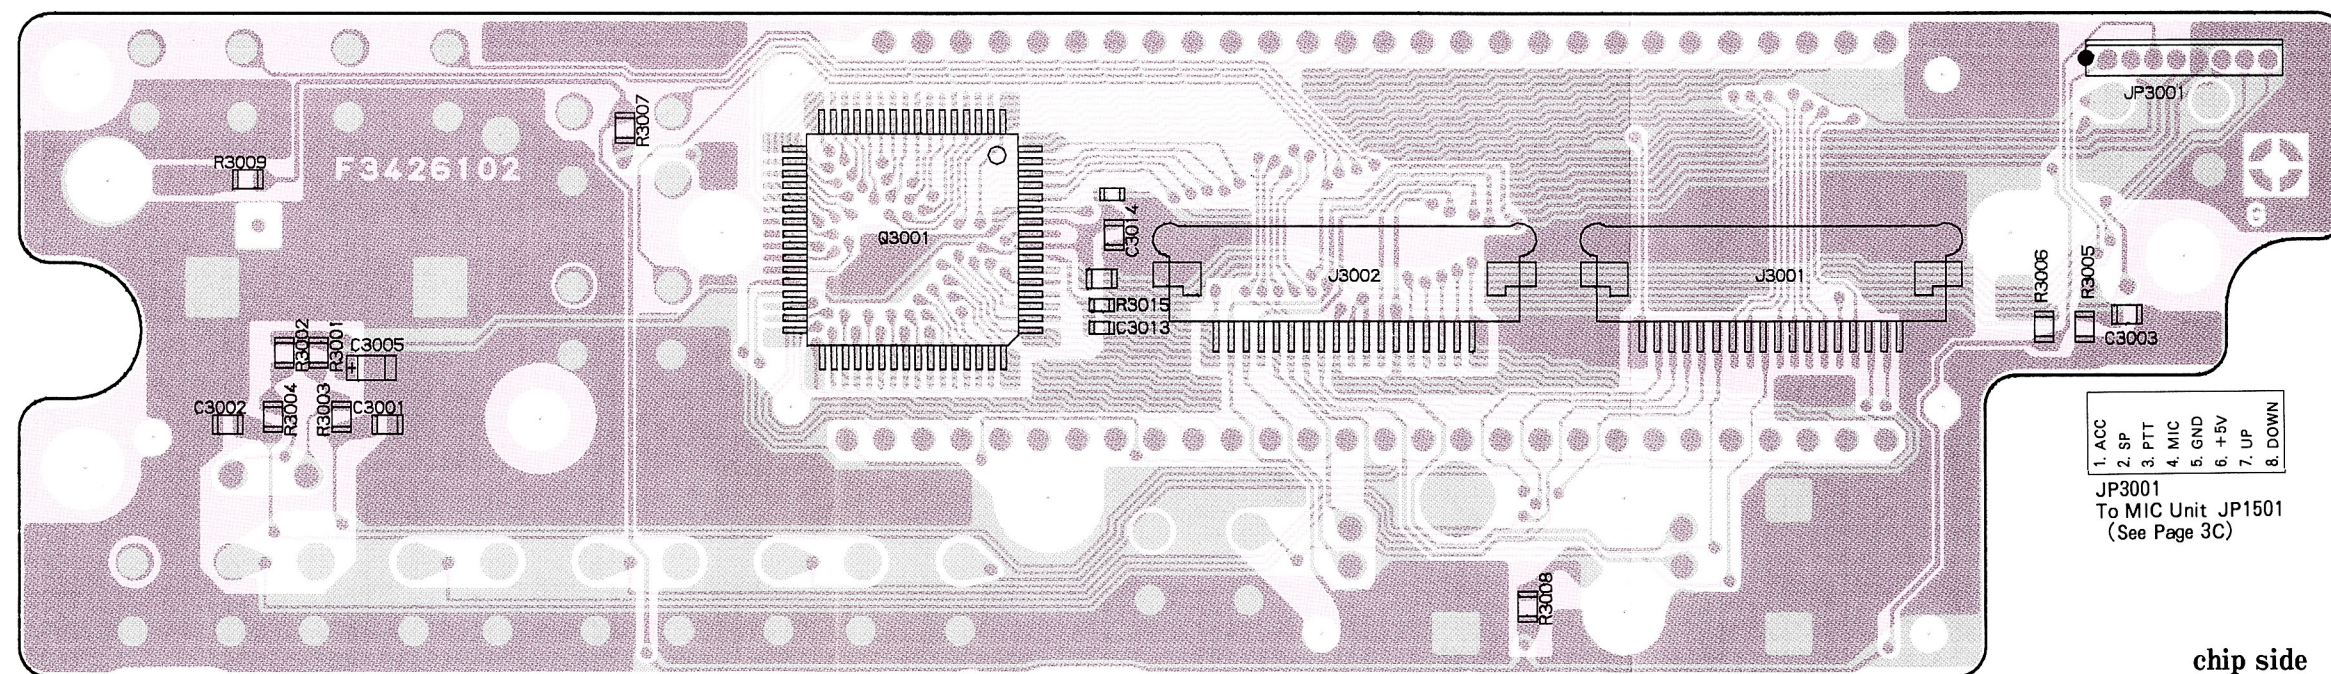 JP3001
R3007
R3009
F3426102
G
C3014
Q3001
J3002
J3001
R3006
R3005
R3015
C3013
C3003
R3002
R3001
C3005
+
C3002
R3004
R3003
C3001
1. ACC
2. SP
3. PTT
4. MIC
5. GND
6. +5V
7. UP
8. DOWN
JP3001
To MIC Unit JP1501
(See Page 3C)
R3008
chip side